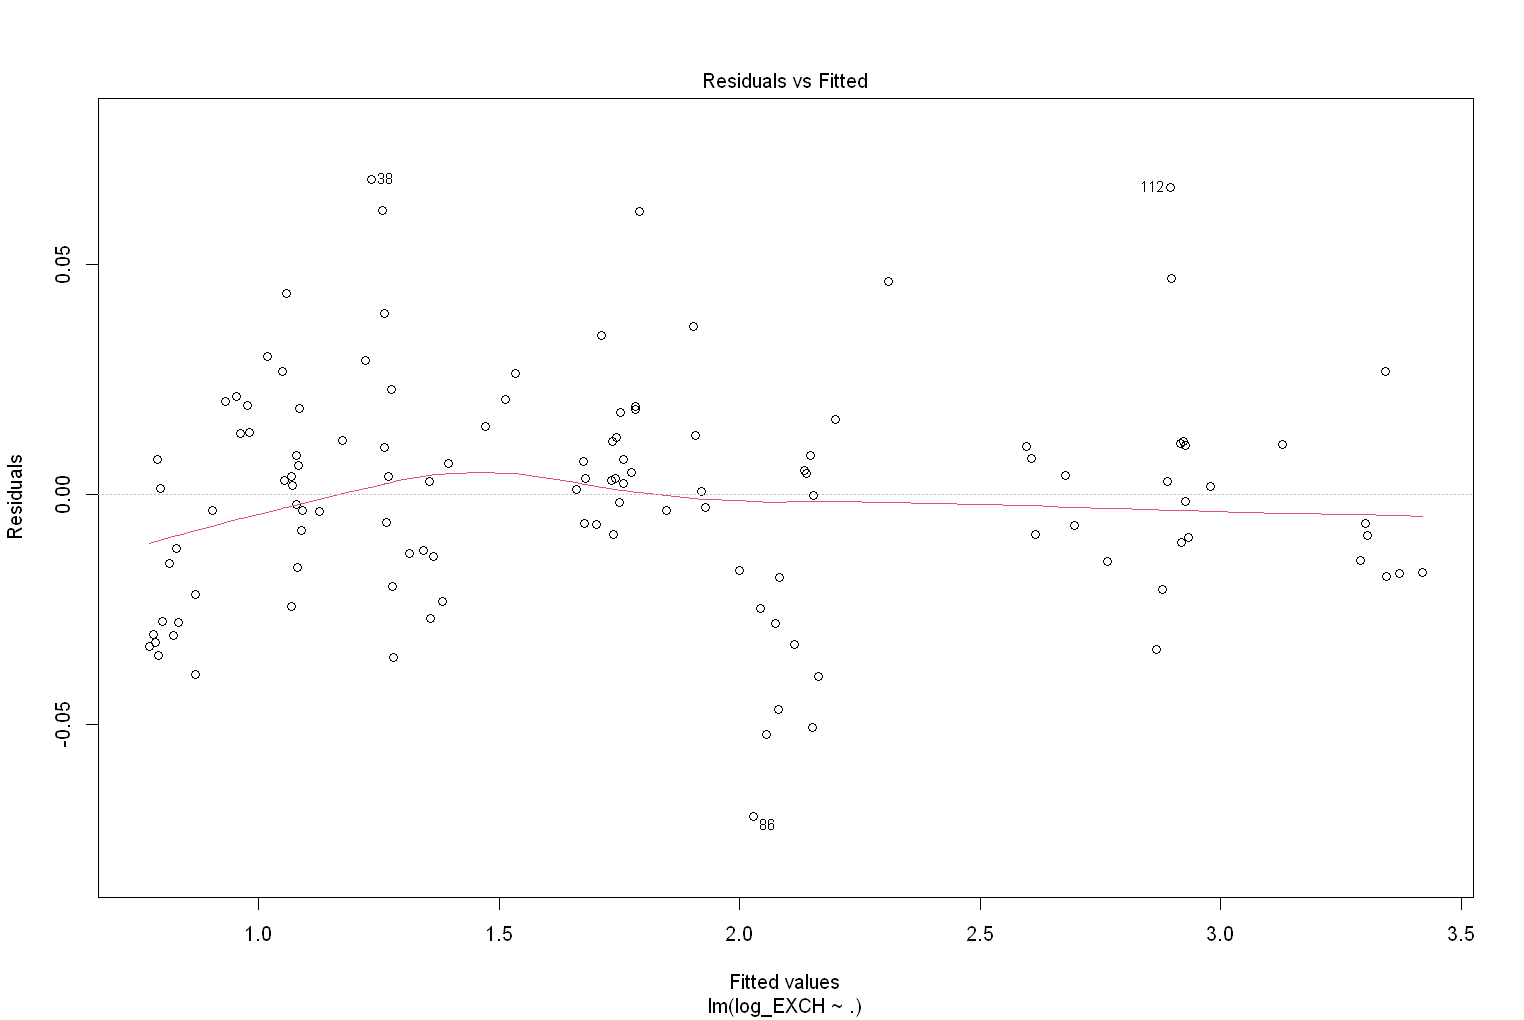 Residuals vs Fitted
38
112
86
Residuals
0.05
0.00
-0.05
1.0 1.5 2.0 2.5 3.0 3.5
Fitted values
lm(log_EXCH ~ .)